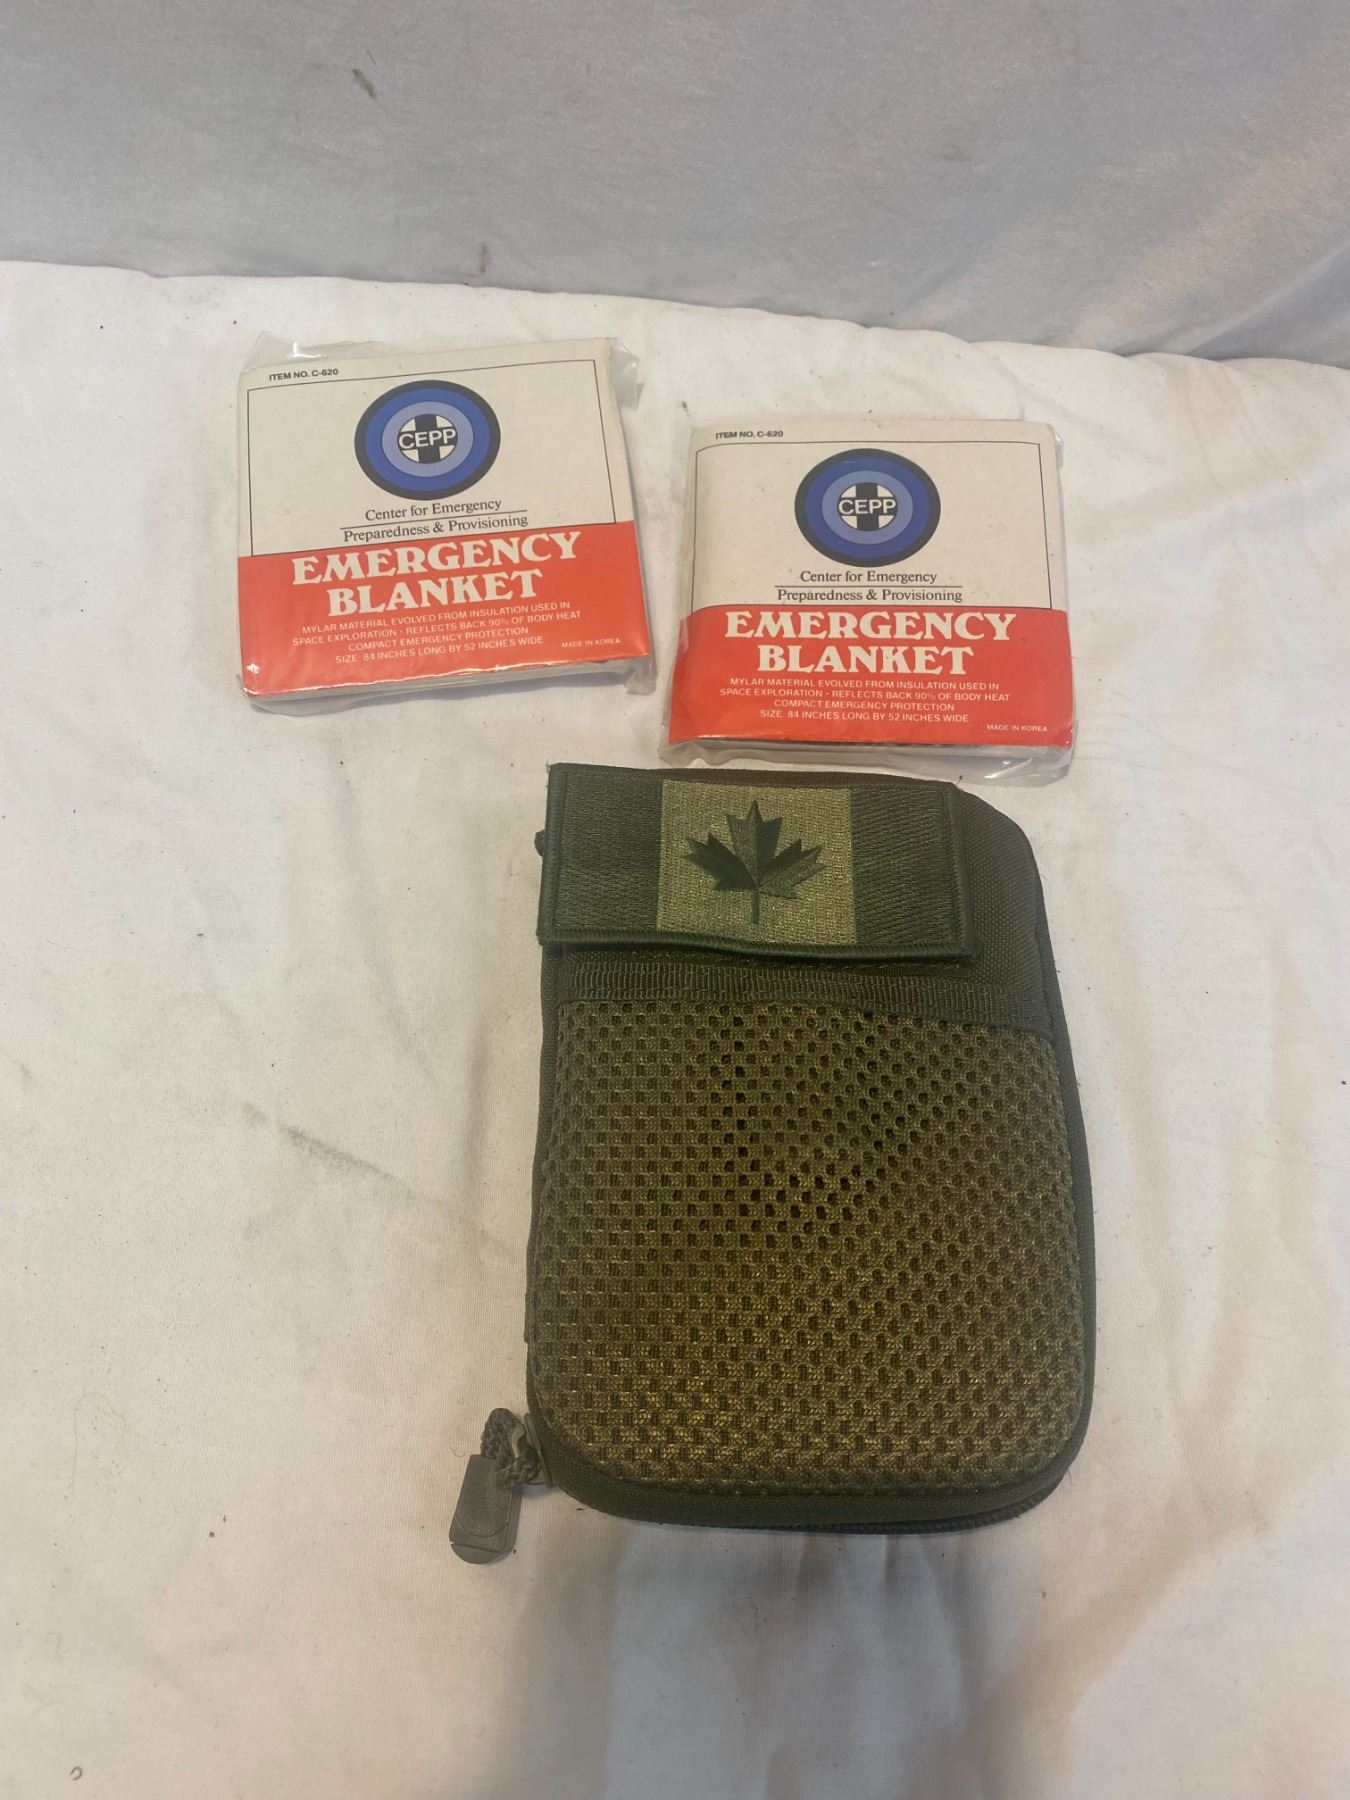 ITEM NO. C-620
CEPP
Center for Emergency
Preparedness & Provisioning
EMERGENCY
BLANKET
MYLAR MATERIAL EVOLVED FROM INSULATION USED IN
SPACE EXPLORATION - REFLECTS BACK 90% OF BODY HEAT
COMPACT EMERGENCY PROTECTION
SIZE: 84 INCHES LONG BY 52 INCHES WIDE
MADE IN KOREA
ITEM NO. C-620
CEPP
Center for Emergency
Preparedness & Provisioning
EMERGENCY
BLANKET
MYLAR MATERIAL EVOLVED FROM INSULATION USED IN
SPACE EXPLORATION - REFLECTS BACK 90% OF BODY HEAT
COMPACT EMERGENCY PROTECTION
SIZE: 84 INCHES LONG BY 52 INCHES WIDE
MADE IN KOREA